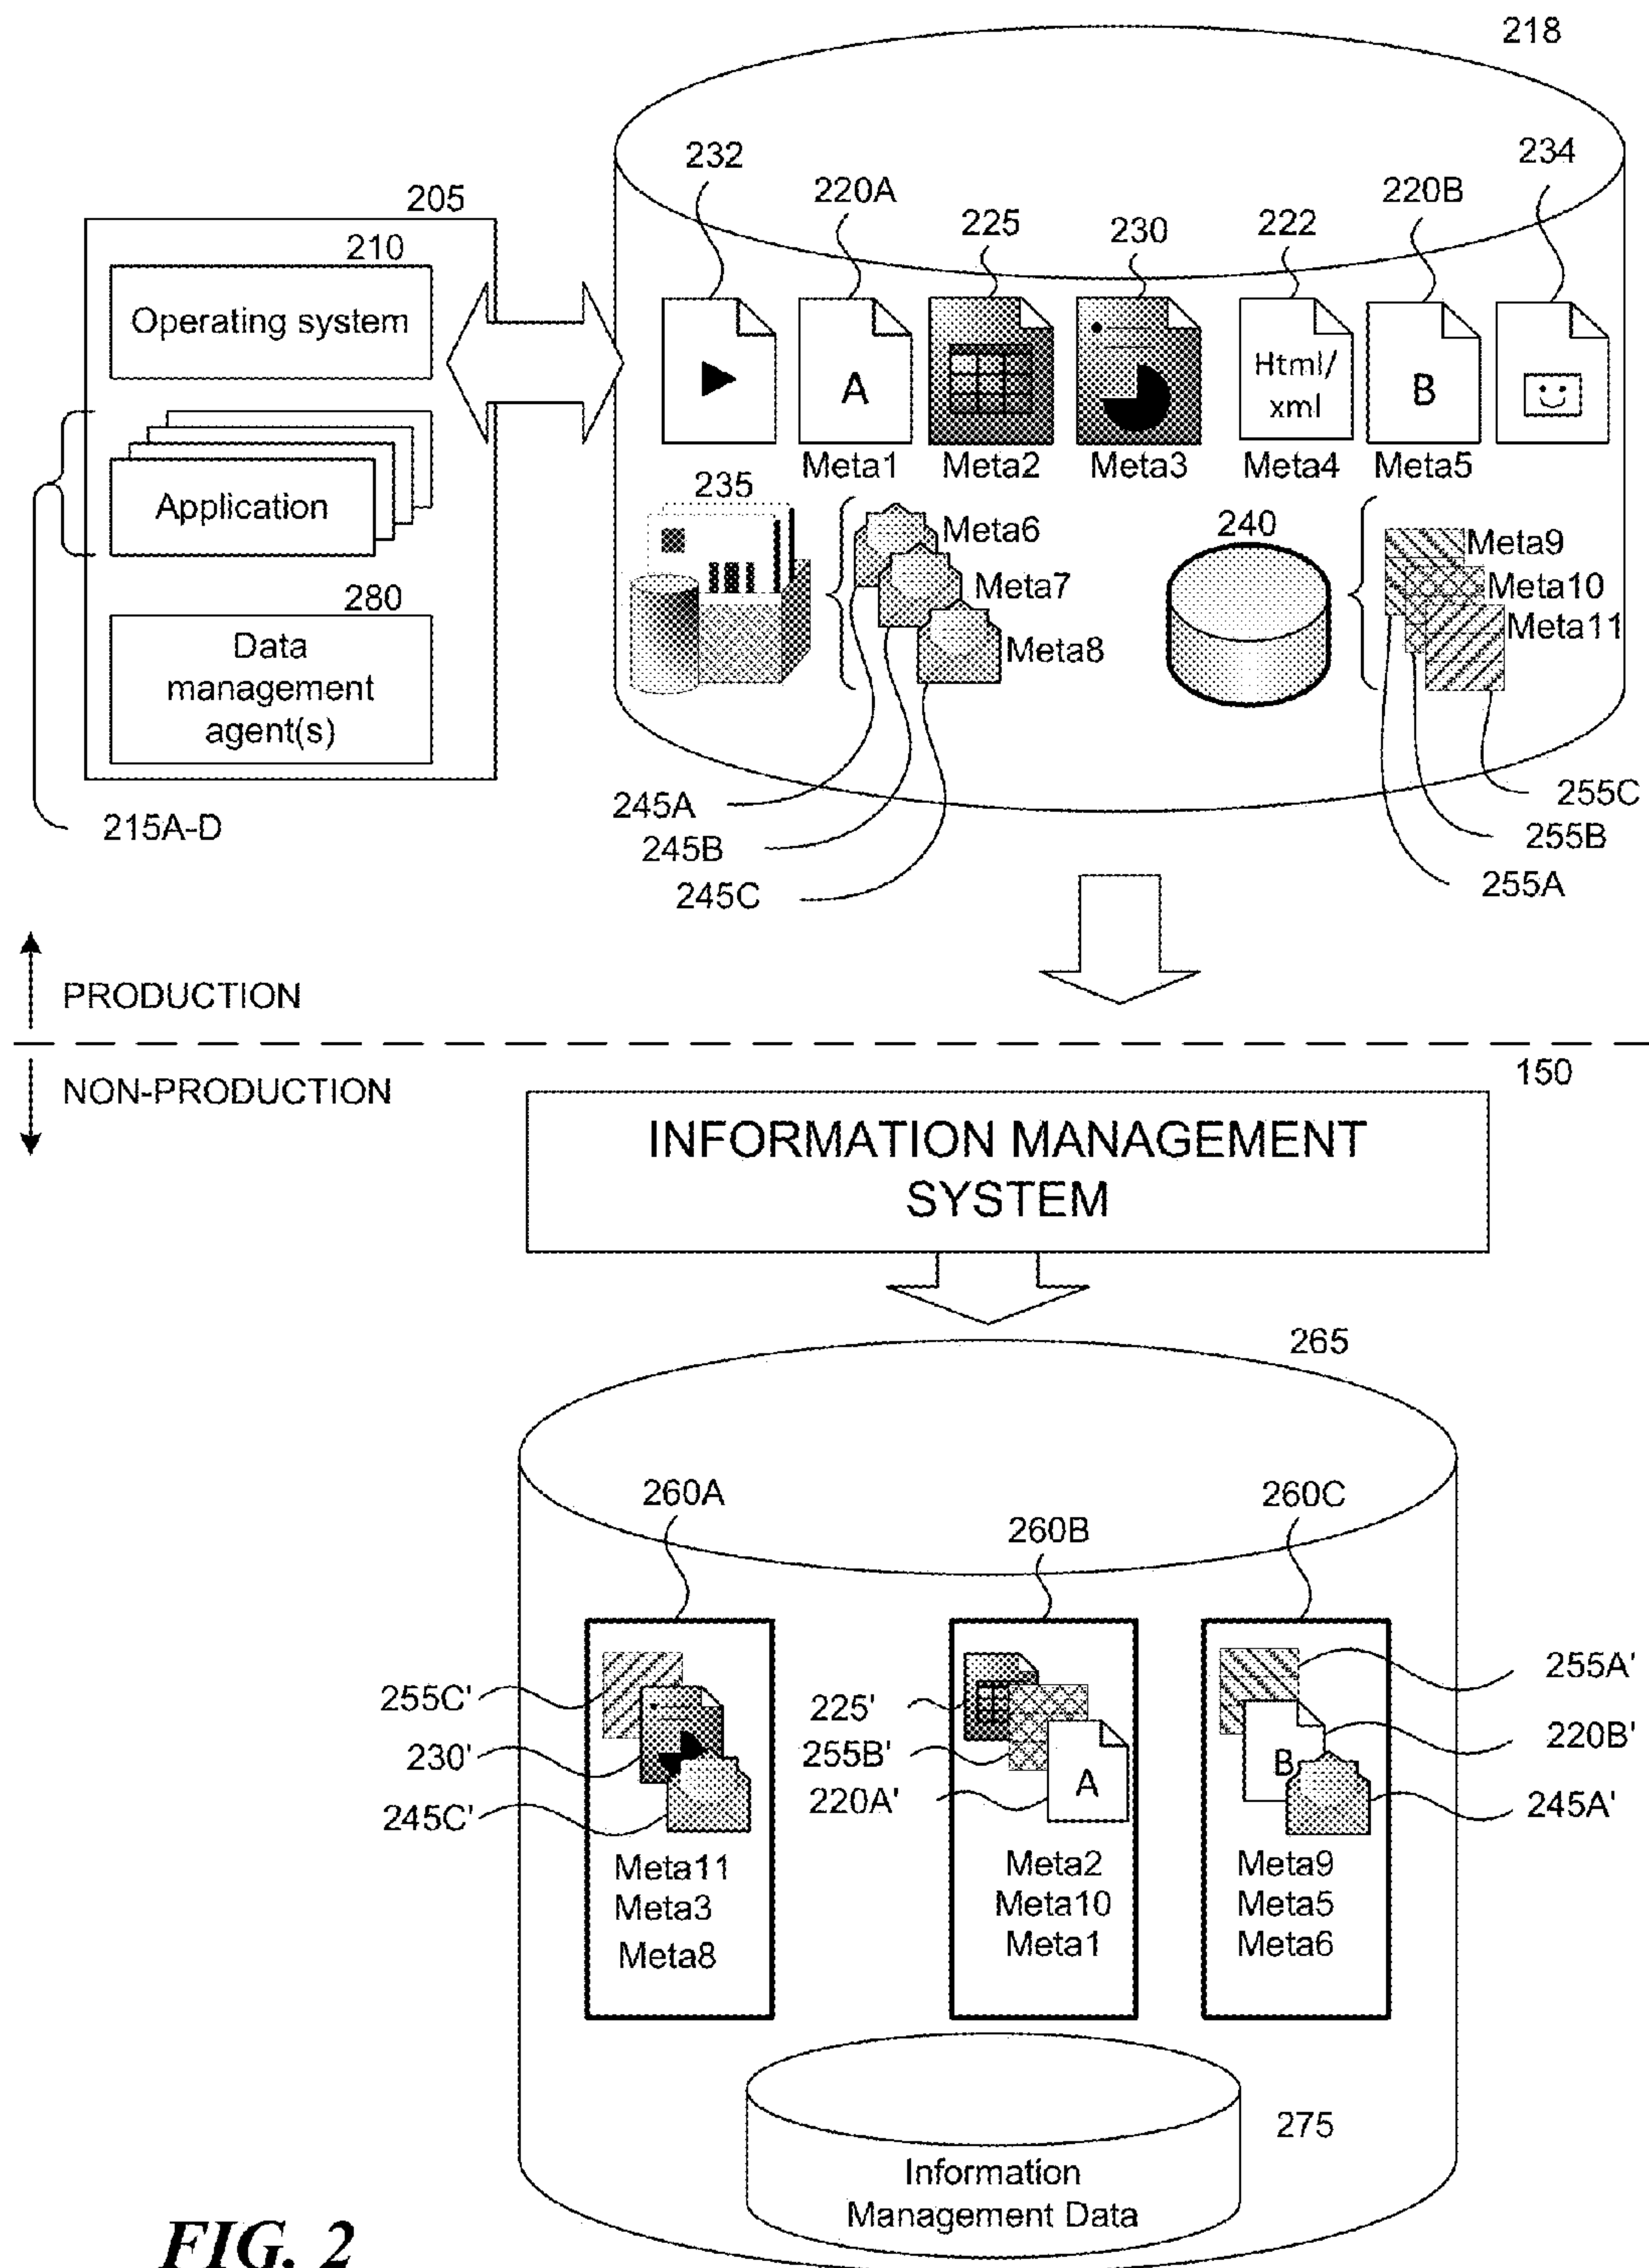 218
232
234
205
220A
220B
210
225
230
222
Operating system
A
Html/
xml
B
Meta1
Meta2
Meta3
Meta4
Meta5
235
Application
240
Meta6
Meta9
Meta7
Meta10
280
Meta11
Data
management
agent(s)
Meta8
245A
255C
215A-D
245B
255B
245C
255A
PRODUCTION
150
NON-PRODUCTION
INFORMATION MANAGEMENT
SYSTEM
265
260A
260B
260C
255C'
225'
255A'
230'
255B'
220B'
B
245C'
220A'
A
245A'
Meta11
Meta3
Meta8
Meta2
Meta10
Meta1
Meta9
Meta5
Meta6
275
Information
Management Data
FIG. 2